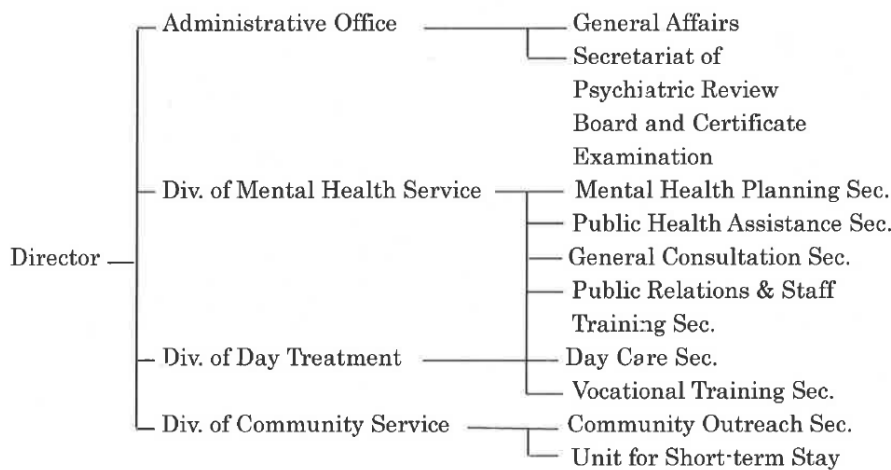 Administrative Office
General Affairs
Secretariat of
Psychiatric Review
Board and Certificate
Examination
Div. of Mental Health Service
Mental Health Planning Sec.
Public Health Assistance Sec.
Director
General Consultation Sec.
Public Relations & Staff
Training Sec.
Div. of Day Treatment
Day Care Sec.
Vocational Training Sec.
Div. of Community Service
Community Outreach Sec.
Unit for Short-term Stay